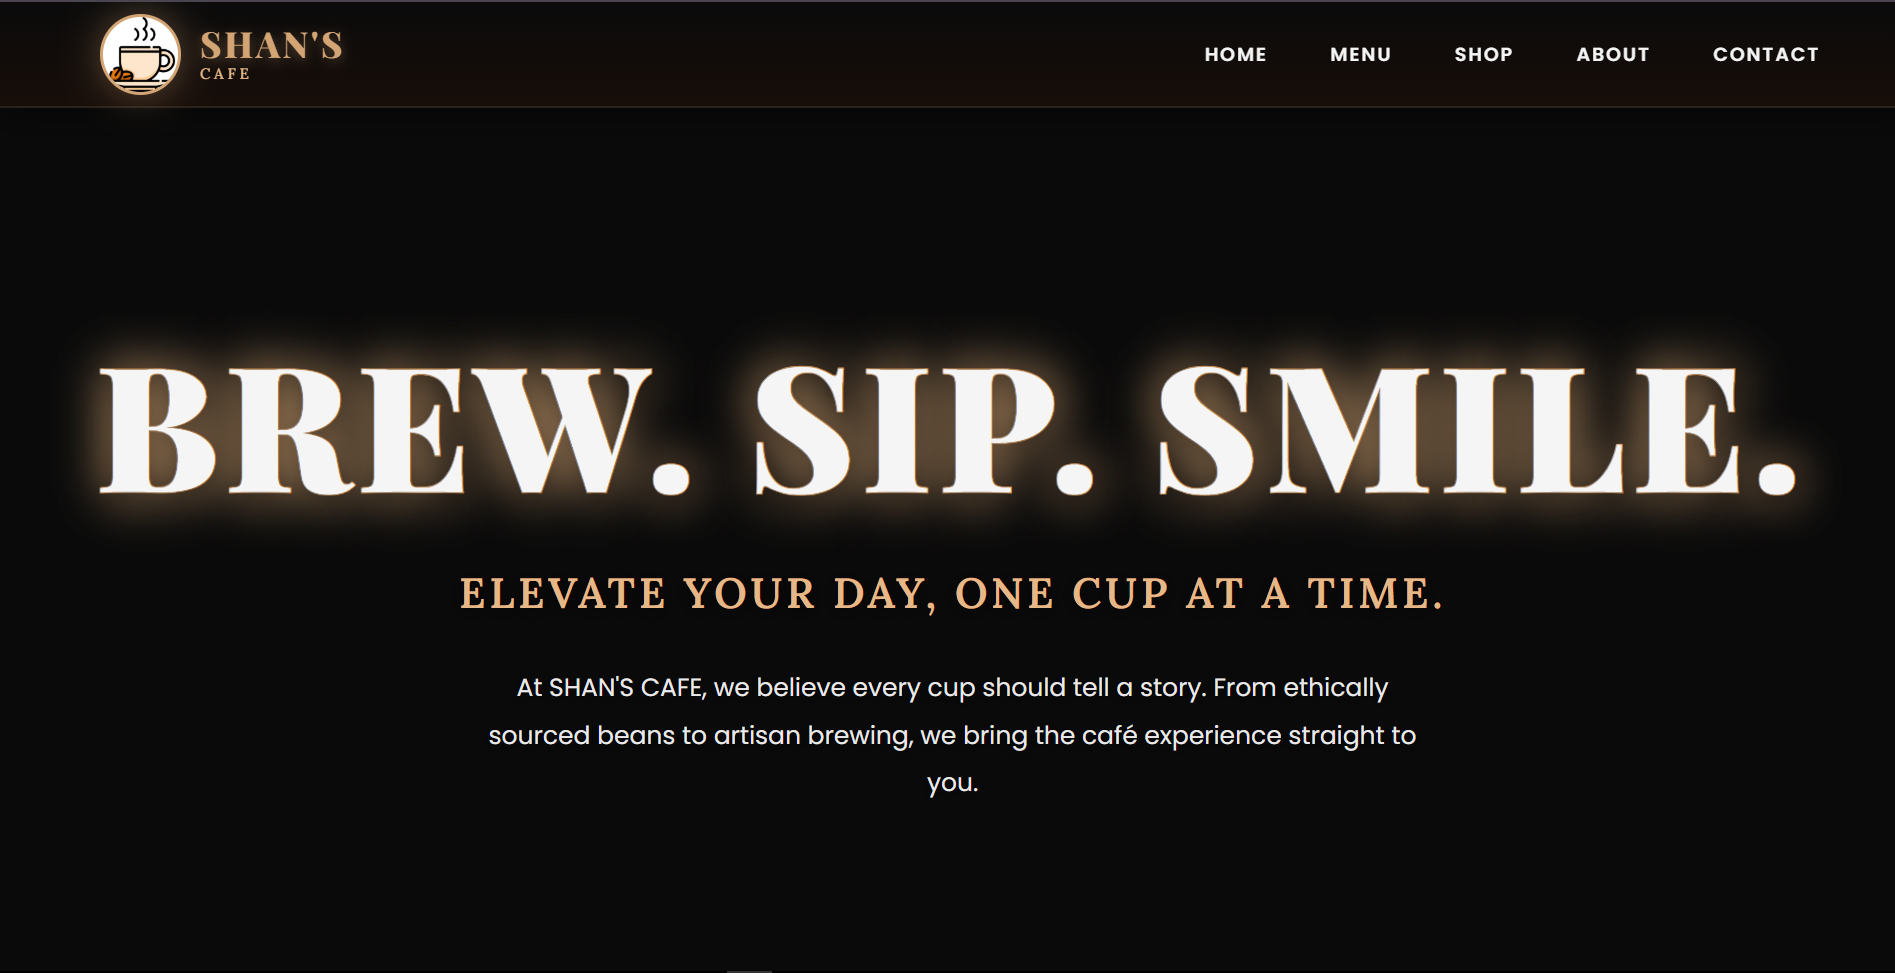 SHAN'S
CAFE
HOME MENU SHOP ABOUT CONTACT
BREW. SIP. SMILE.
ELEVATE YOUR DAY, ONE CUP AT A TIME.
At SHAN'S CAFE, we believe every cup should tell a story. From ethically
sourced beans to artisan brewing, we bring the café experience straight to
you.